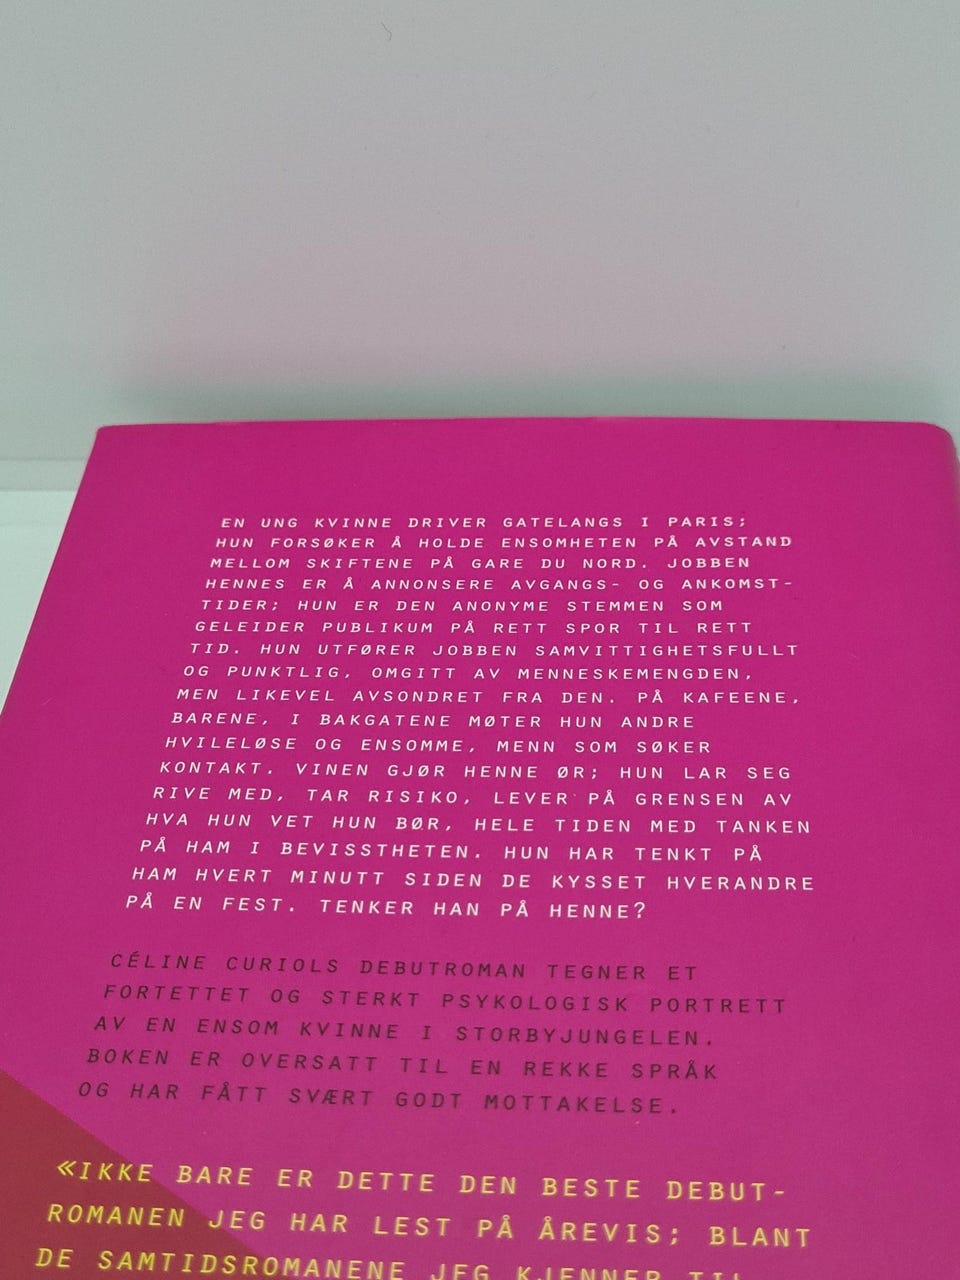 EN UNG KVINNE DRIVER GATELANGS I PARIS;
HUN FORSØKER Å HOLDE ENSOMHETEN PÅ AVSTAND
MELLOM SKIFTENE PÅ GARE DU NORD. JOBBEN
HENNES ER Å ANNONSERE AVGANGS- OG ANKOMST-
TIDER; HUN ER DEN ANONYME STEMMEN SOM
GELEIDER PUBLIKUM PÅ RETT SPOR TIL RETT
TID. HUN UTFØRER JOBBEN SAMVITTIGHETSFULLT
OG PUNKTLIG, OMGITT AV MENNESKEMENGDEN,
MEN LIKEVEL AVSONDRET FRA DEN. PÅ KAFEENE,
BARENE, I BAKGATENE MØTER HUN ANDRE
HVILELØSE OG ENSOMME, MENN SOM SØKER
KONTAKT. VINEN GJØR HENNE ØR; HUN LAR SEG
RIVE MED, TAR RISIKO, LEVER PÅ GRENSEN AV
HVA HUN VET HUN BØR, HELE TIDEN MED TANKEN
PÅ HAM I BEVISSTHETEN. HUN HAR TENKT PÅ
HAM HVERT MINUTT SIDEN DE KYSSET HVERANDRE
PÅ EN FEST. TENKER HAN PÅ HENNE?
CÉLINE CURIOLS DEBUTROMAN TEGNER ET
FORTETTET OG STERKT PSYKOLOGISK PORTRETT
AV EN ENSOM KVINNE I STORBYJUNGELEN.
BOKEN ER OVERSATT TIL EN REKKE SPRÅK
OG HAR FÅTT SVÆRT GODT MOTTAKELSE.
«IKKE BARE ER DETTE DEN BESTE DEBUT-
ROMANEN JEG HAR LEST PÅ ÅREVIS; BLANT
DE SAMTIDSROMANENE JEG KJENNER TIL